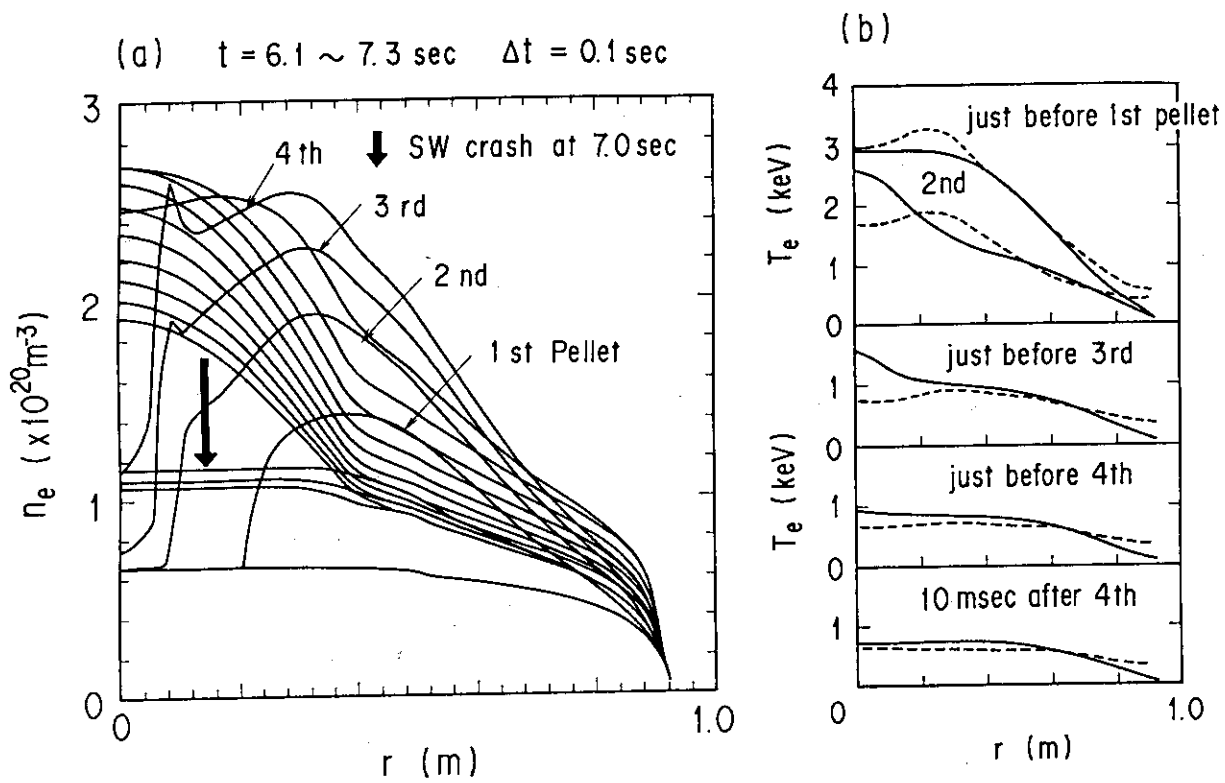 (a) t = 6.1 ~ 7.3 sec Δt = 0.1 sec
3
2
1
0
n_e (×10^20 m^-3)
SW crash at 7.0 sec
4 th
3 rd
2 nd
1 st Pellet
0
1.0
r (m)
(b)
4
3
2
1
0
T_e (keV)
just before 1st pellet
2nd
1
0
T_e (keV)
just before 3rd
1
0
just before 4th
1
0
10 msec after 4th
1.0
r (m)